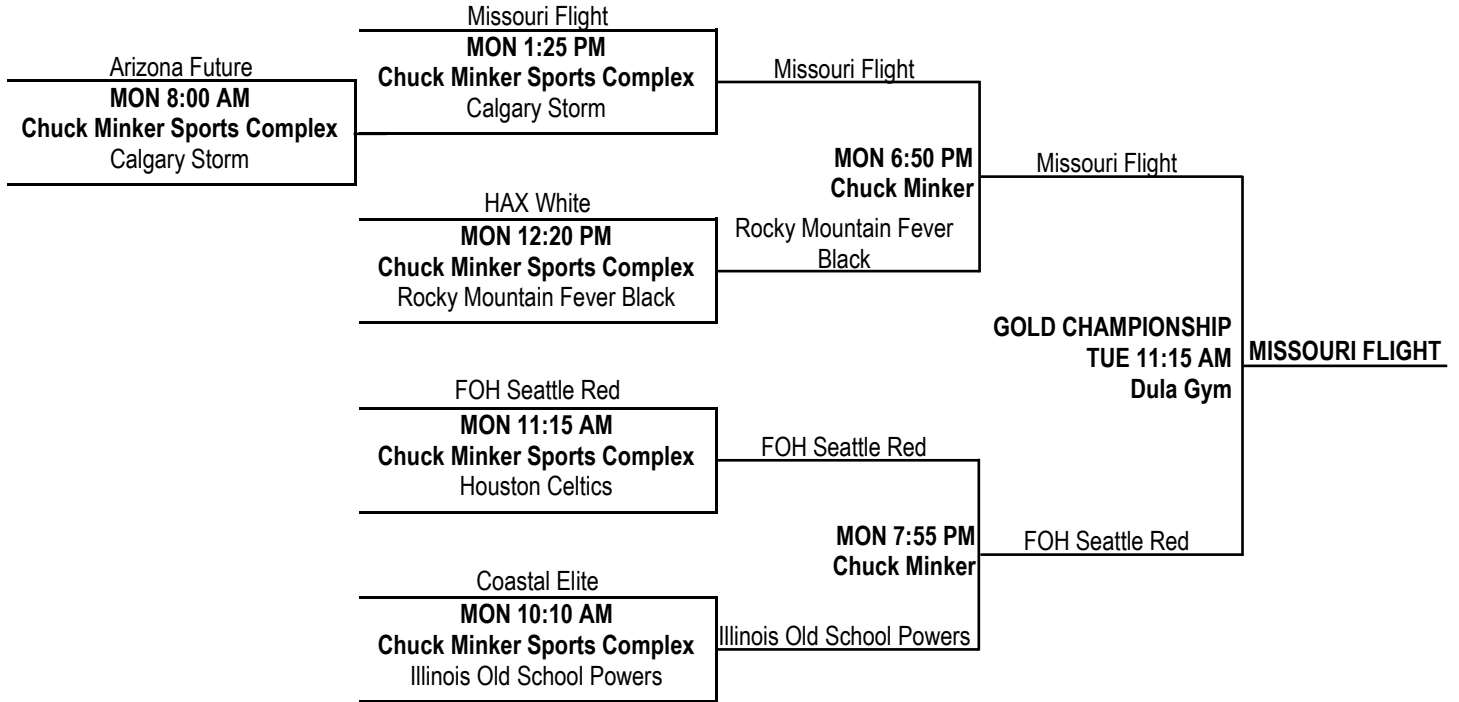 Arizona Future
MON 8:00 AM
Chuck Minker Sports Complex
Calgary Storm
Missouri Flight
MON 1:25 PM
Chuck Minker Sports Complex
Calgary Storm
HAX White
MON 12:20 PM
Chuck Minker Sports Complex
Rocky Mountain Fever Black
FOH Seattle Red
MON 11:15 AM
Chuck Minker Sports Complex
Houston Celtics
Coastal Elite
MON 10:10 AM
Chuck Minker Sports Complex
Illinois Old School Powers
Missouri Flight
MON 6:50 PM
Chuck Minker
Rocky Mountain Fever
Black
FOH Seattle Red
MON 7:55 PM
Chuck Minker
Illinois Old School Powers
Missouri Flight
GOLD CHAMPIONSHIP
TUE 11:15 AM
Dula Gym
FOH Seattle Red
MISSOURI FLIGHT